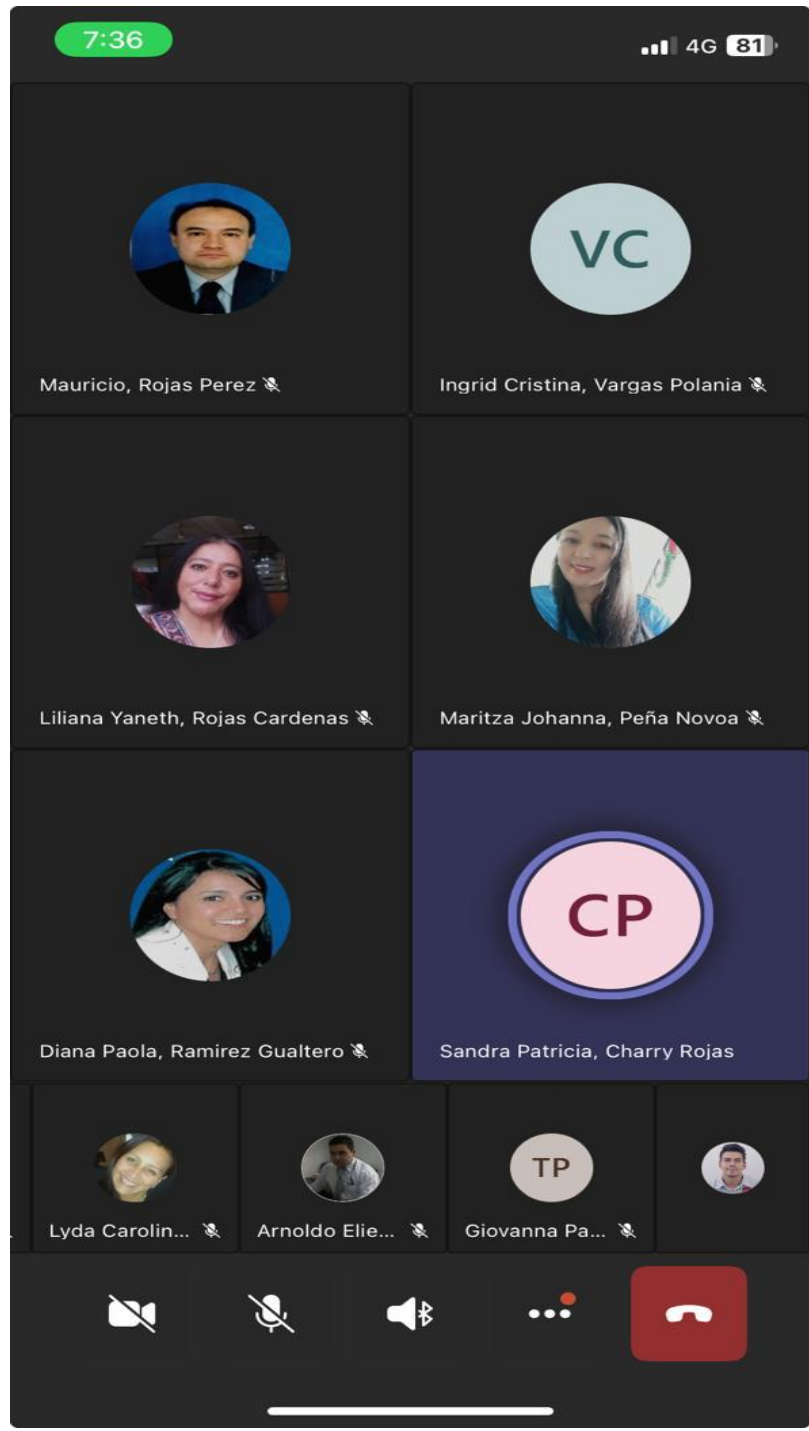 7:36
4G 81
VC
Mauricio, Rojas Perez
Ingrid Cristina, Vargas Polania
Liliana Yaneth, Rojas Cardenas
Maritza Johanna, Peña Novoa
CP
Diana Paola, Ramirez Gualtero
Sandra Patricia, Charry Rojas
TP
Lyda Carolin...
Arnoldo Elie...
Giovanna Pa...